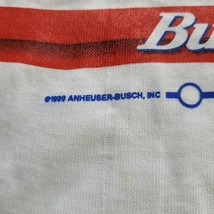 Bu
©1999 ANHEUSER-BUSCH, INC